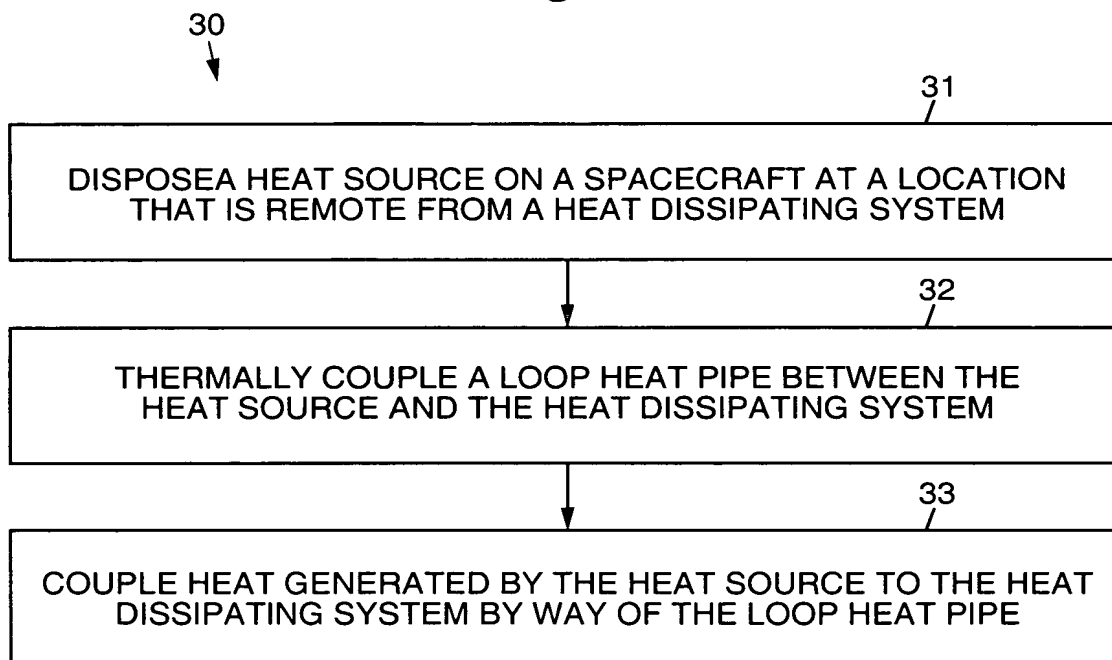 30
31
DISPOSEA HEAT SOURCE ON A SPACECRAFT AT A LOCATION
THAT IS REMOTE FROM A HEAT DISSIPATING SYSTEM
32
THERMALLY COUPLE A LOOP HEAT PIPE BETWEEN THE
HEAT SOURCE AND THE HEAT DISSIPATING SYSTEM
33
COUPLE HEAT GENERATED BY THE HEAT SOURCE TO THE HEAT
DISSIPATING SYSTEM BY WAY OF THE LOOP HEAT PIPE